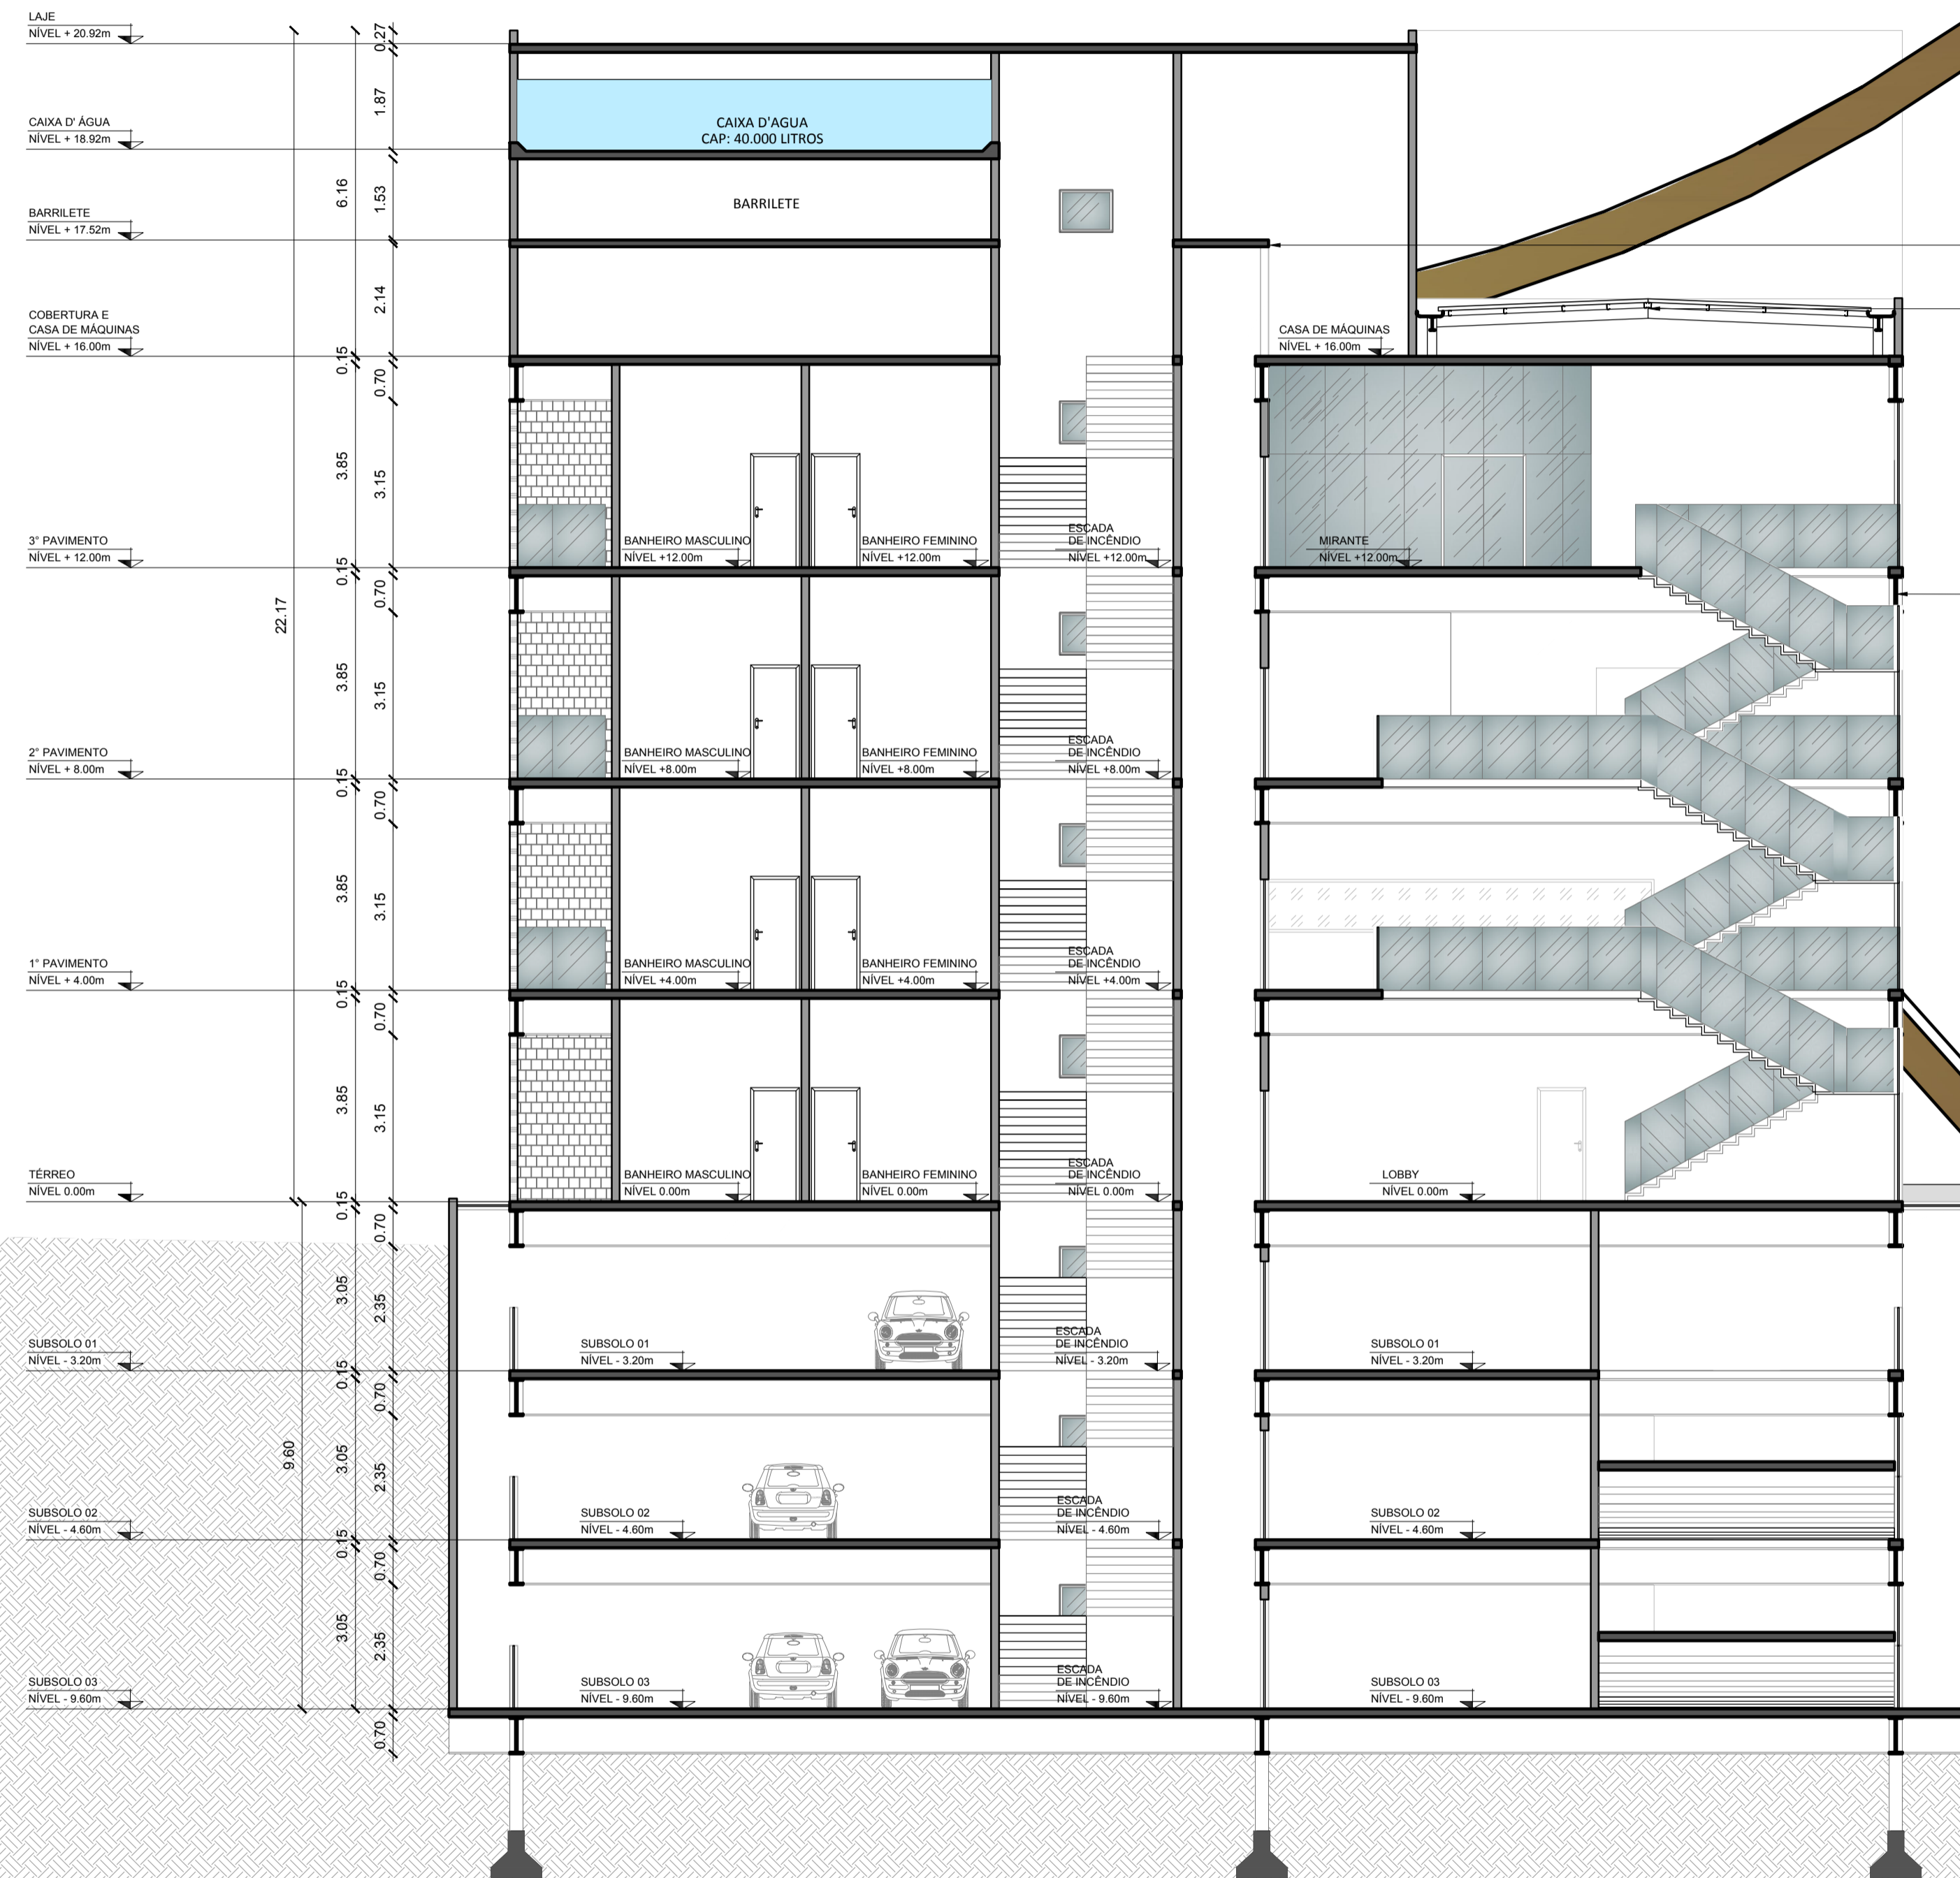 LAJE
NÍVEL + 20.92m
CAIXA D' ÁGUA
NÍVEL + 18.92m
BARRILETE
NÍVEL + 17.52m
COBERTURA E
CASA DE MÁQUINAS
NÍVEL + 16.00m
3° PAVIMENTO
NÍVEL + 12.00m
2° PAVIMENTO
NÍVEL + 8.00m
1° PAVIMENTO
NÍVEL + 4.00m
TÉRREO
NÍVEL 0.00m
SUBSOLO 01
NÍVEL - 3.20m
SUBSOLO 02
NÍVEL - 4.60m
SUBSOLO 03
NÍVEL - 9.60m
22.17
9.60
6.16
0.15
3.85
0.15
3.85
0.15
3.85
0.15
3.85
0.15
3.05
0.15
3.05
0.15
3.05
0.27
1.87
1.53
2.14
0.70
3.15
0.70
3.15
0.70
3.15
0.70
3.15
0.70
2.35
0.70
2.35
0.70
2.35
0.70
CAIXA D'AGUA
CAP: 40.000 LITROS
BARRILETE
CASA DE MÁQUINAS
NÍVEL + 16.00m
BANHEIRO MASCULINO
NÍVEL +12.00m
BANHEIRO FEMININO
NÍVEL +12.00m
ESCADA
DE INCÊNDIO
NÍVEL +12.00m
MIRANTE
NÍVEL +12.00m
BANHEIRO MASCULINO
NÍVEL +8.00m
BANHEIRO FEMININO
NÍVEL +8.00m
ESCADA
DE INCÊNDIO
NÍVEL +8.00m
BANHEIRO MASCULINO
NÍVEL +4.00m
BANHEIRO FEMININO
NÍVEL +4.00m
ESCADA
DE INCÊNDIO
NÍVEL +4.00m
BANHEIRO MASCULINO
NÍVEL 0.00m
BANHEIRO FEMININO
NÍVEL 0.00m
ESCADA
DE INCÊNDIO
NÍVEL 0.00m
LOBBY
NÍVEL 0.00m
SUBSOLO 01
NÍVEL - 3.20m
ESCADA
DE INCÊNDIO
NÍVEL - 3.20m
SUBSOLO 01
NÍVEL - 3.20m
SUBSOLO 02
NÍVEL - 4.60m
ESCADA
DE INCÊNDIO
NÍVEL - 4.60m
SUBSOLO 02
NÍVEL - 4.60m
SUBSOLO 03
NÍVEL - 9.60m
ESCADA
DE INCÊNDIO
NÍVEL - 9.60m
SUBSOLO 03
NÍVEL - 9.60m